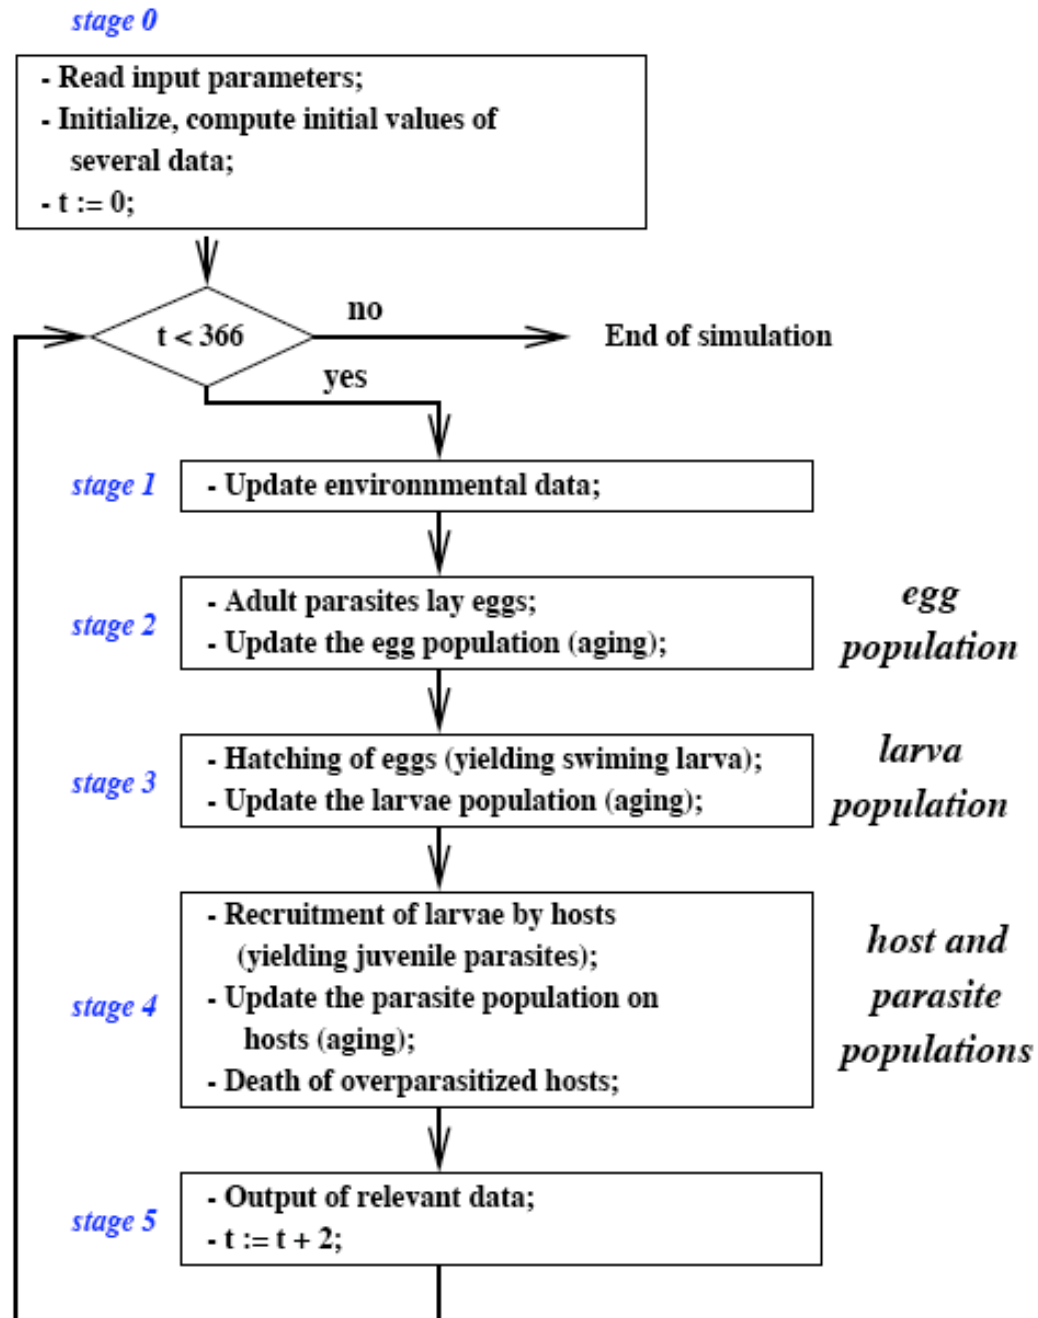 stage 0
- Read input parameters;
- Initialize, compute initial values of
several data;
- t := 0;
t < 366
no
End of simulation
yes
stage 1
- Update environnmental data;
stage 2
- Adult parasites lay eggs;
- Update the egg population (aging);
egg
population
stage 3
- Hatching of eggs (yielding swiming larva);
- Update the larvae population (aging);
larva
population
stage 4
- Recruitment of larvae by hosts
(yielding juvenile parasites);
- Update the parasite population on
hosts (aging);
- Death of overparasitized hosts;
host and
parasite
populations
stage 5
- Output of relevant data;
- t := t + 2;